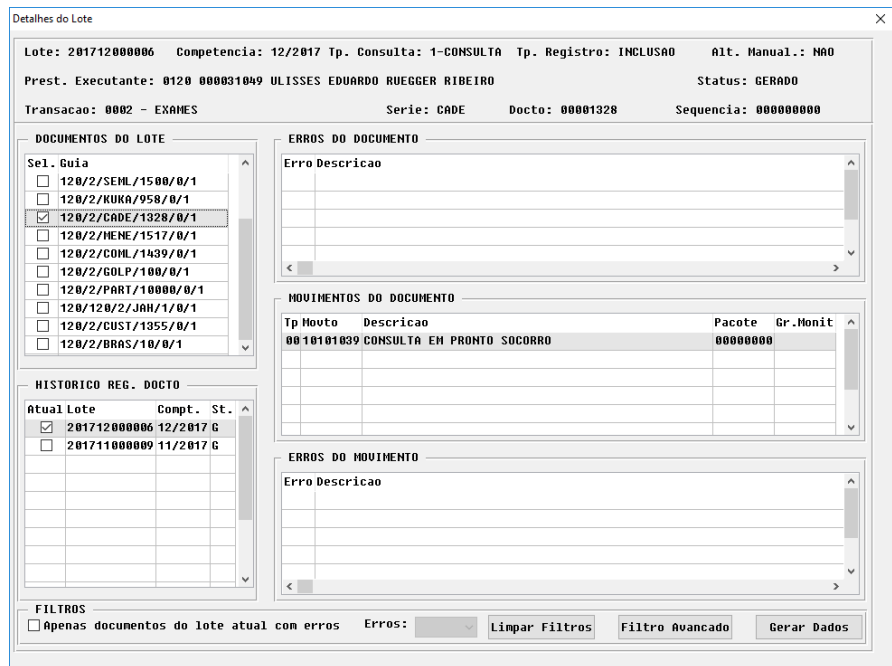 Detalhes do Lote
Lote: 201712000006 Competencia: 12/2017 Tp. Consulta: 1-CONSULTA Tp. Registro: INCLUSAO Alt. Manual.: NAO
Prest. Executante: 0120 000031049 ULISSES EDUARDO RUEGGER RIBEIRO Status: GERADO
Transacao: 0002 - EXAMES Serie: CADE Docto: 00001328 Sequencia: 000000000
DOCUMENTOS DO LOTE
Sel. Guia
120/2/SEML/1500/0/1
120/2/KUKA/958/0/1
120/2/CADE/1328/0/1
120/2/MENE/1517/0/1
120/2/COML/1439/0/1
120/2/GOLP/100/0/1
120/2/PART/10000/0/1
120/120/2/JAH/1/0/1
120/2/CUST/1355/0/1
120/2/BRAS/10/0/1
HISTORICO REG. DOCTO
Atual Lote Compt. St.
201712000006 12/2017 G
201711000009 11/2017 G
ERROS DO DOCUMENTO
Erro Descricao
MOVIMENTOS DO DOCUMENTO
Tp Movto Descricao Pacote Gr.Monit
00 10101039 CONSULTA EM PRONTO SOCORRO 00000000
ERROS DO MOVIMENTO
Erro Descricao
FILTROS
Apenas documentos do lote atual com erros Erros: Limpar Filtros Filtro Avancado Gerar Dados